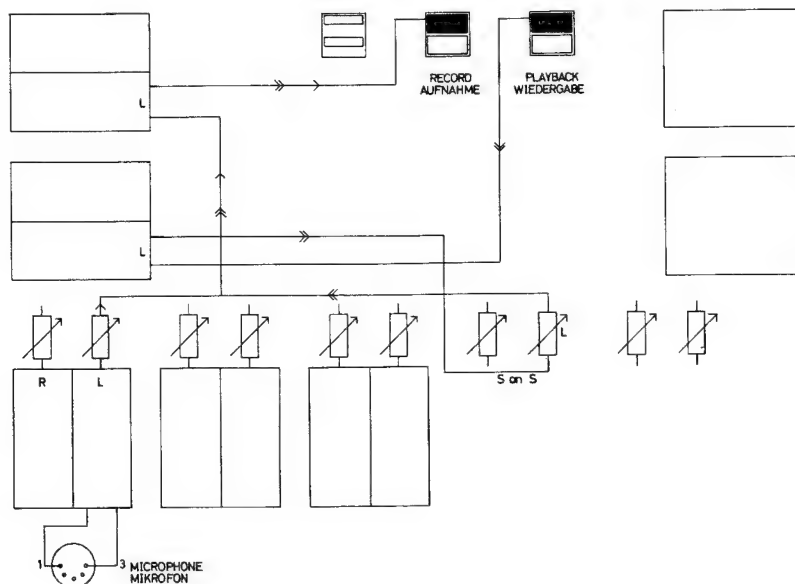 RECORD
AUFNAHME
PLAYBACK
WIEDERGABE
L
L
L
S on S
R L
1 3 MICROPHONE
MIKROFON